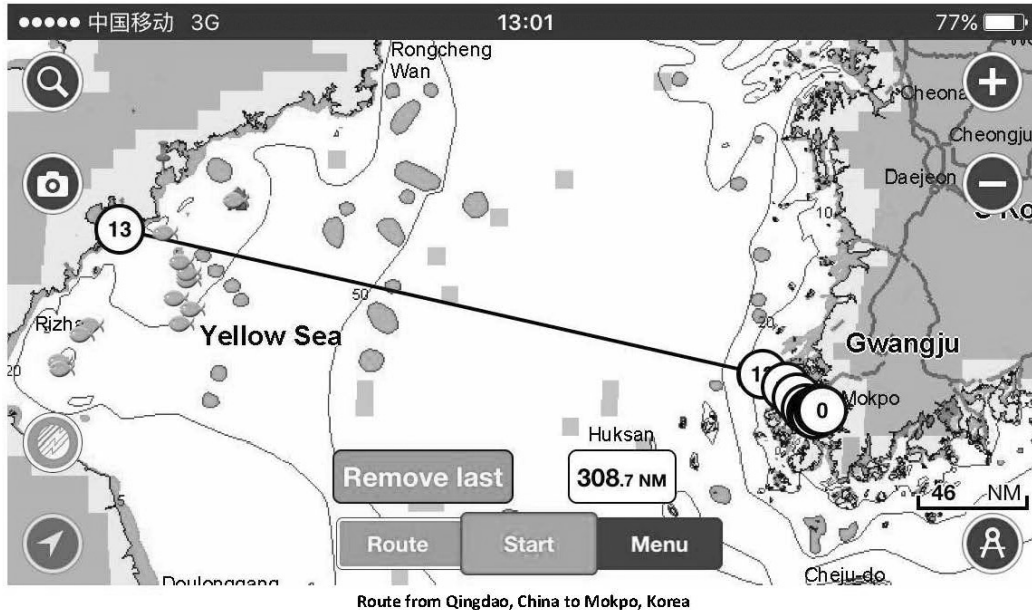 中国移动 3G
13:01
77%
Rongcheng
Wan
Cheona
Cheongju
Daejeon
10
13
50
20
Rizha
Yellow Sea
Gwangju
20
0
Mokpo
Huksan
Remove last
308.7 NM
46 NM
5
Route
Start
Menu
Doulonggang
Cheju-do
Route from Qingdao, China to Mokpo, Korea